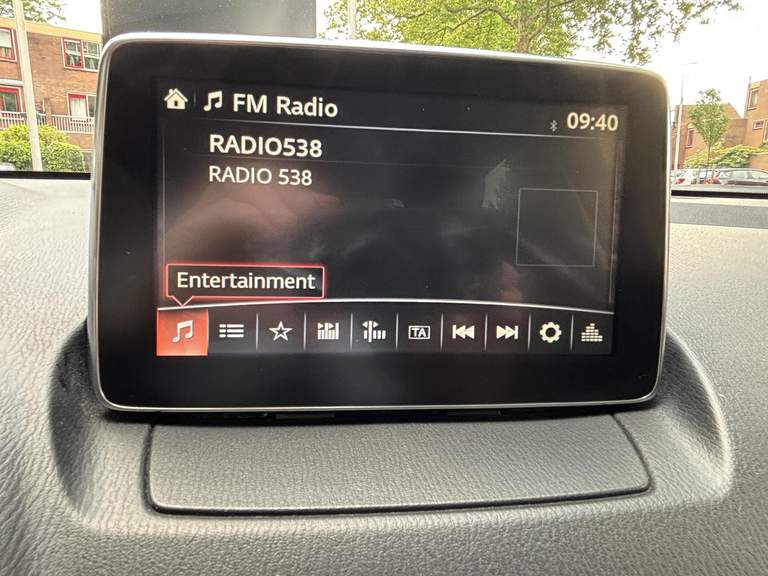 FM Radio
09:40
RADIO538
RADIO 538
Entertainment
TA